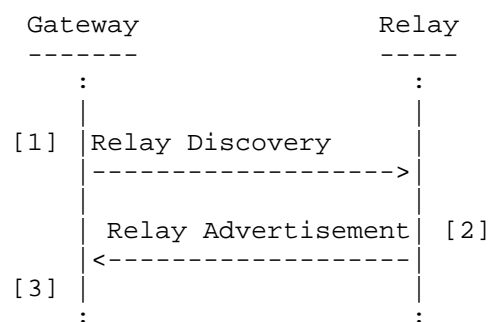 Gateway                  Relay
-------                  -----
   :                       :
   |                       |
[1] |Relay Discovery       |
   |------------------->|
   |                       |
   | Relay Advertisement| [2]
   |<-------------------|
[3] |                      |
   :                       :